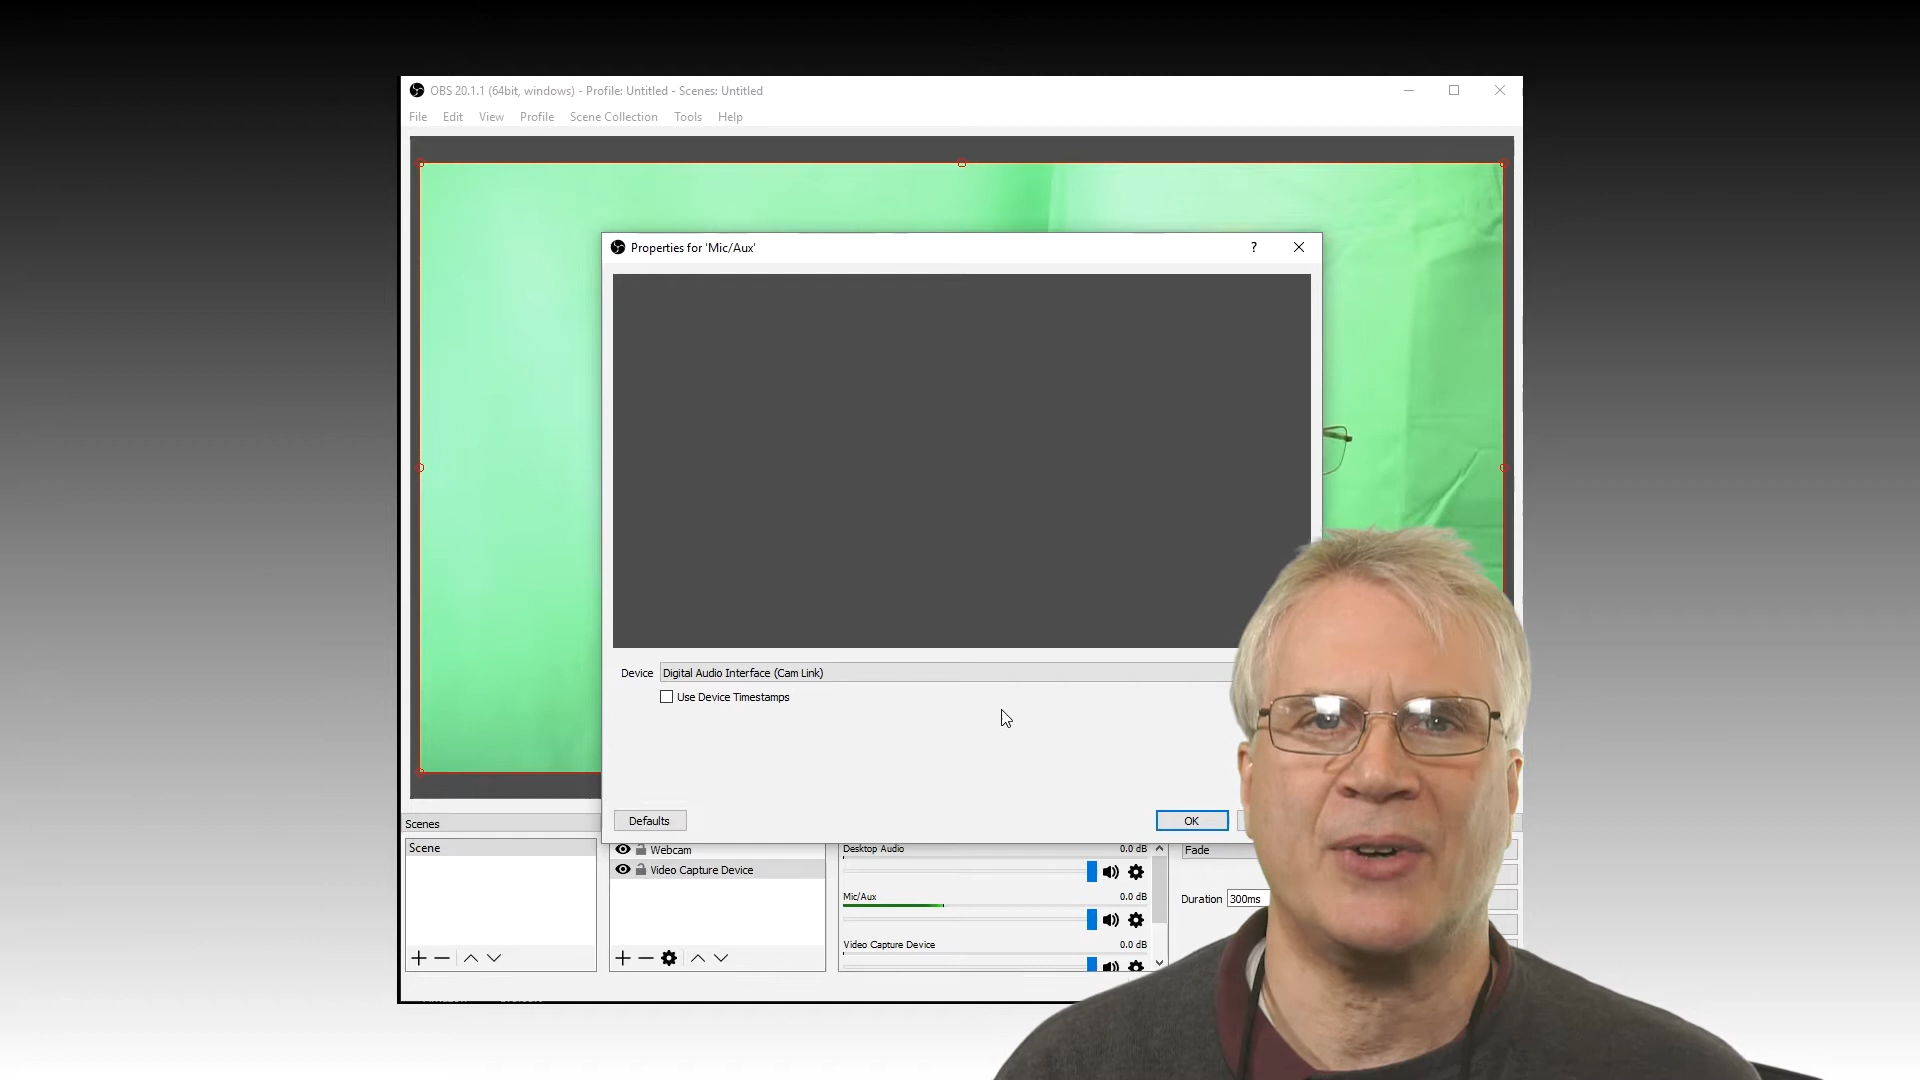 OBS 20.1.1 (64bit, windows) - Profile: Untitled - Scenes: Untitled
File Edit View Profile Scene Collection Tools Help
Properties for 'Mic/Aux'
?
Device Digital Audio Interface (Cam Link)
Use Device Timestamps
Defaults OK
Scenes
Scene
Webcam
Video Capture Device
Desktop Audio 0.0 dB
Mic/Aux 0.0 dB
Video Capture Device 0.0 dB
Fade
Duration 300ms